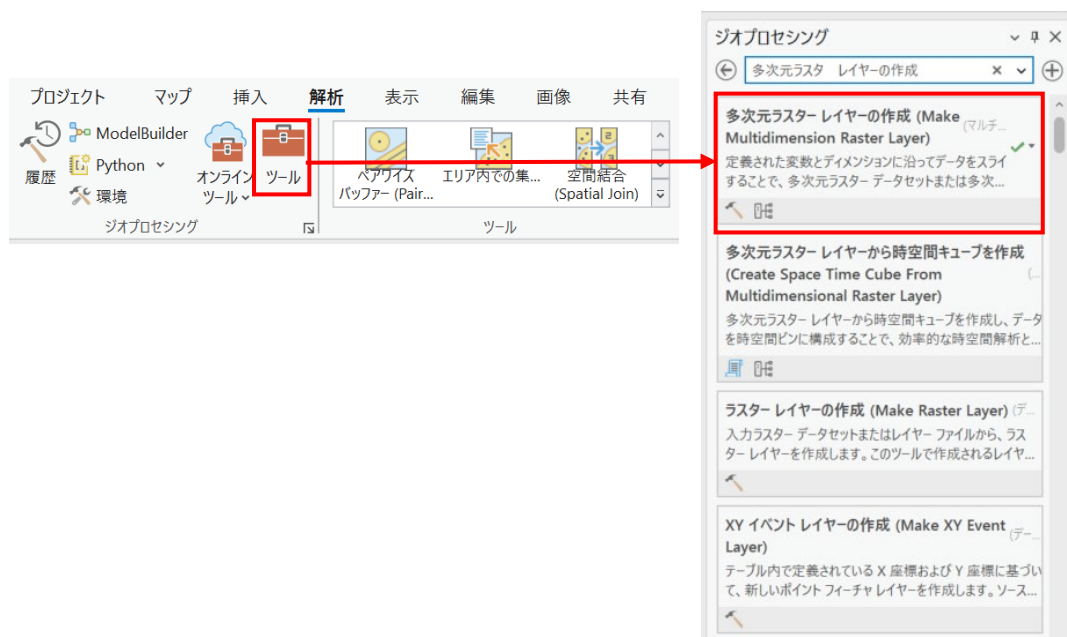 プロジェクト マップ 挿入 解析 表示 編集 画像 共有
履歴
ModelBuilder
Python
環境
オンライン
ツール
ツール
ジオプロセシング
ペアワイズ
バッファー (Pair...
エリア内での集...
空間結合
(Spatial Join)
ツール
ジオプロセシング
多次元ラスタ レイヤーの作成
多次元ラスター レイヤーの作成 (Make (マルチ...
Multidimension Raster Layer)
定義された変数とディメンションに沿ってデータをスライ
することで、多次元ラスター データセットまたは多次...
多次元ラスター レイヤーから時空間キューブを作成
(Create Space Time Cube From (...
Multidimensional Raster Layer)
多次元ラスター レイヤーから時空間キューブを作成し、データ
を時空間ビンに構成することで、効率的な時空間解析と...
ラスター レイヤーの作成 (Make Raster Layer) (デ...
入力ラスター データセットまたはレイヤー ファイルから、ラス
ター レイヤーを作成します。このツールで作成されるレイヤ...
XY イベント レイヤーの作成 (Make XY Event (デー...
Layer)
テーブル内で定義されている X 座標および Y 座標に基づい
て、新しいポイント フィーチャ レイヤーを作成します。ソース...